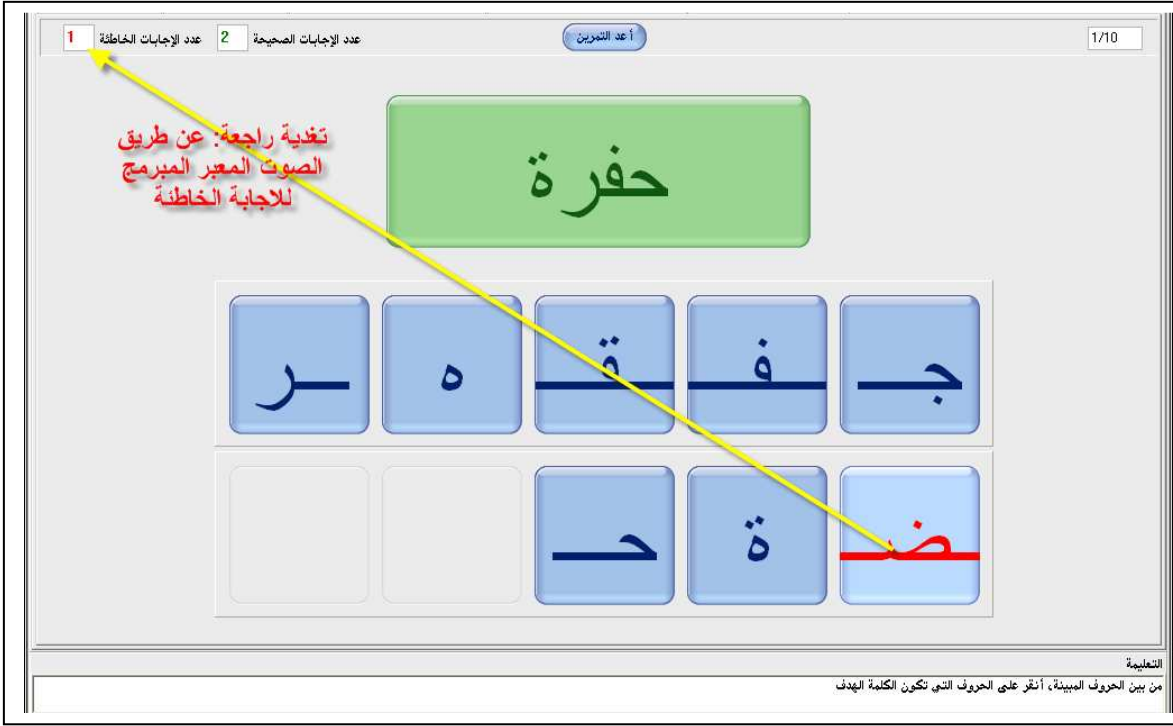 1/10
أعد التمرين
عدد الإجابات الصحيحة 2 عدد الإجابات الخاطئة 1
تغدية راجعة: عن طريق
الصوت المعبر المبرمج
للاجابة الخاطئة
حفرة
جـ ـفـ ـقـ ه ـر
ـضـ ة حـ
التعليمة
من بين الحروف المبينة، أنقر على الحروف التي تكون الكلمة الهدف